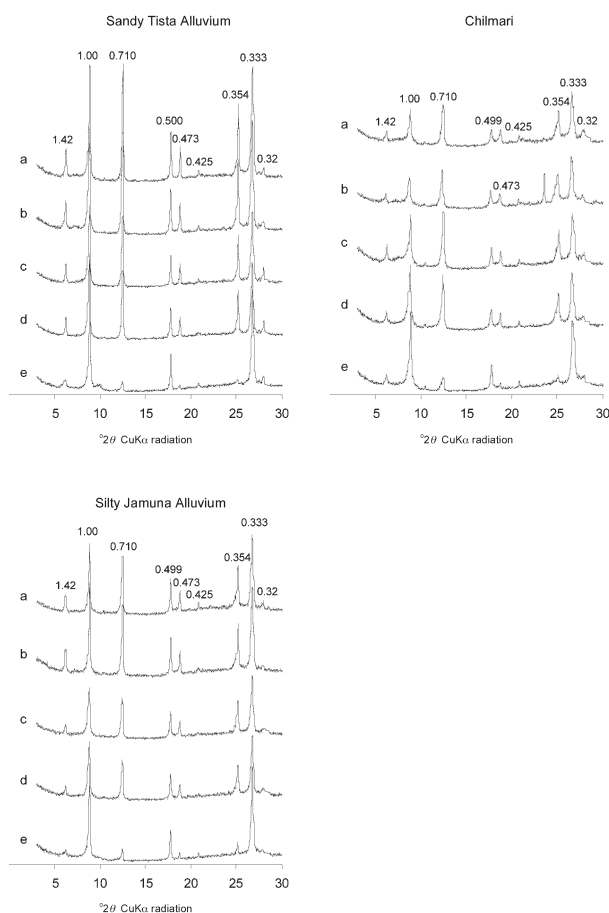 Sandy Tista Alluvium
1.00 0.710 0.333
0.354
0.500
1.42 0.473
0.425 0.32
a
b
c
d
e
5 10 15 20 25 30
°2θ CuKα radiation
Chilmari
0.333
1.00 0.710 0.354
1.42 0.499 0.425 0.32
a
0.473
b
c
d
e
5 10 15 20 25 30
°2θ CuKα radiation
Silty Jamuna Alluvium
0.333
1.00
0.710
0.354
0.499
1.42 0.473
0.425 0.32
a
b
c
d
e
5 10 15 20 25 30
°2θ CuKα radiation